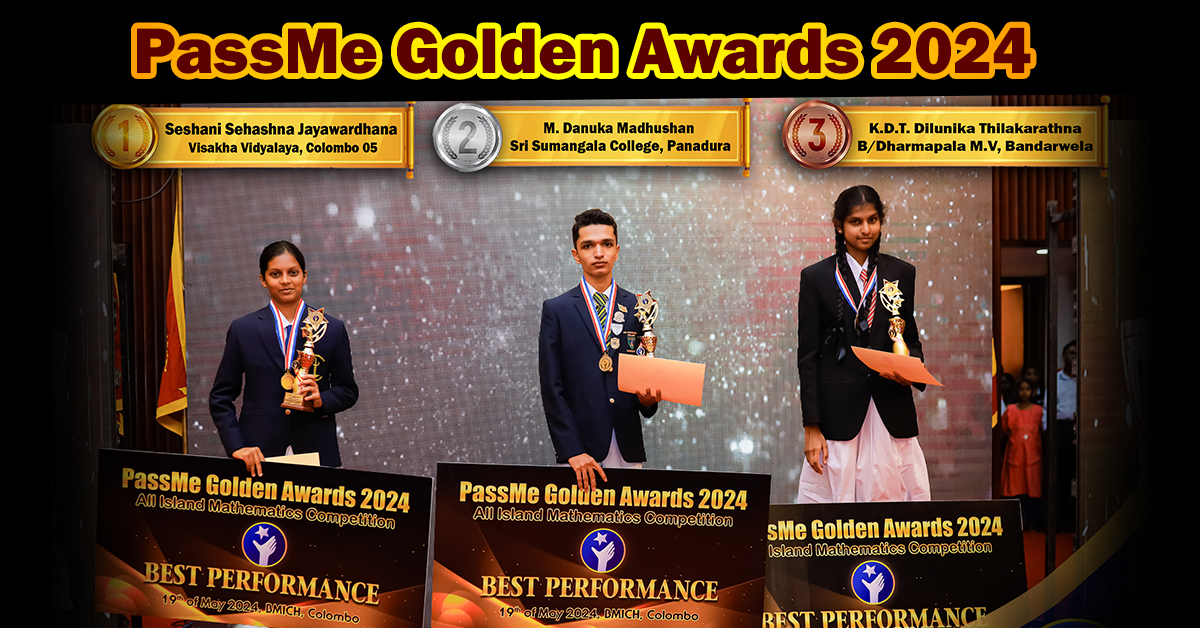 PassMe Golden Awards 2024
1
Seshani Sehashna Jayawardhana
Visakha Vidyalaya, Colombo 05
2
M. Danuka Madhushan
Sri Sumangala College, Panadura
3
K.D.T. Dilunika Thilakarathna
B/Dharmapala M.V, Bandarwela
PassMe Golden Awards 2024
All Island Mathematics Competition
BEST PERFORMANCE
19th of May 2024, BMICH, Colombo
PassMe Golden Awards 2024
All Island Mathematics Competition
BEST PERFORMANCE
19th of May 2024, BMICH, Colombo
sMe Golden Awards 2024
Island Mathematics Competition
BEST PERFORMANCE